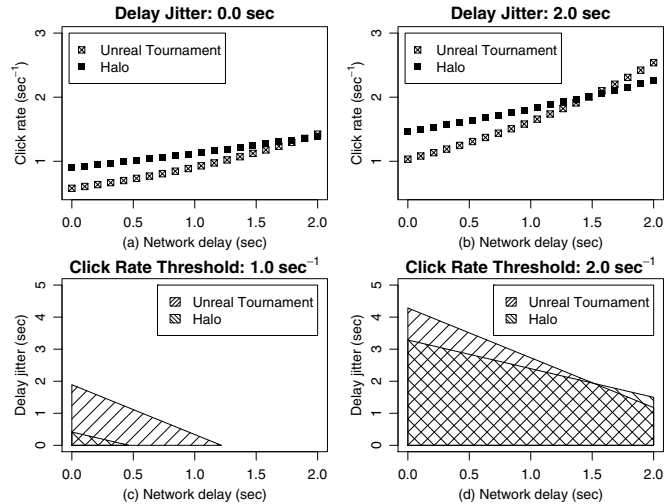 Delay Jitter: 0.0 sec
Click rate (sec⁻¹)
3
2
1
Unreal Tournament
Halo
0.0 0.5 1.0 1.5 2.0
(a) Network delay (sec)
Delay Jitter: 2.0 sec
Click rate (sec⁻¹)
3
2
1
Unreal Tournament
Halo
0.0 0.5 1.0 1.5 2.0
(b) Network delay (sec)
Click Rate Threshold: 1.0 sec⁻¹
Delay jitter (sec)
5
4
3
2
1
0
Unreal Tournament
Halo
0.0 0.5 1.0 1.5 2.0
(c) Network delay (sec)
Click Rate Threshold: 2.0 sec⁻¹
Delay jitter (sec)
5
4
3
2
1
0
Unreal Tournament
Halo
0.0 0.5 1.0 1.5 2.0
(d) Network delay (sec)